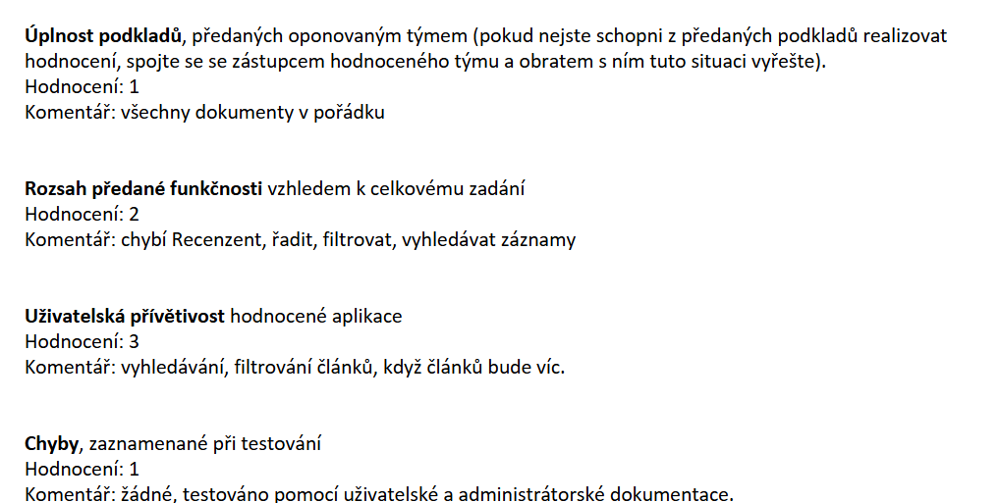 Úplnost podkladů, předaných oponovaným týmem (pokud nejste schopni z předaných podkladů realizovat
hodnocení, spojte se se zástupcem hodnoceného týmu a obratem s ním tuto situaci vyřešte).
Hodnocení: 1
Komentář: všechny dokumenty v pořádku
Rozsah předané funkčnosti vzhledem k celkovému zadání
Hodnocení: 2
Komentář: chybí Recenzent, řadit, filtrovat, vyhledávat záznamy
Uživatelská přívětivost hodnocené aplikace
Hodnocení: 3
Komentář: vyhledávání, filtrování článků, když článků bude víc.
Chyby, zaznamenané při testování
Hodnocení: 1
Komentář: žádné, testováno pomocí uživatelské a administrátorské dokumentace.